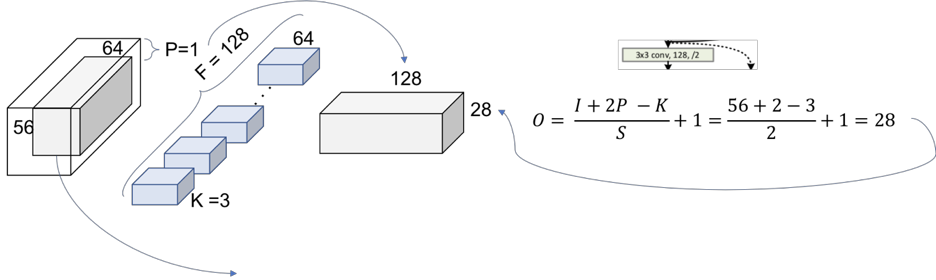 64
P=1
56
F = 128
64
K =3
128
28
3x3 conv, 128, /2
O = (I + 2P − K)/S + 1 = (56 + 2 − 3)/2 + 1 = 28